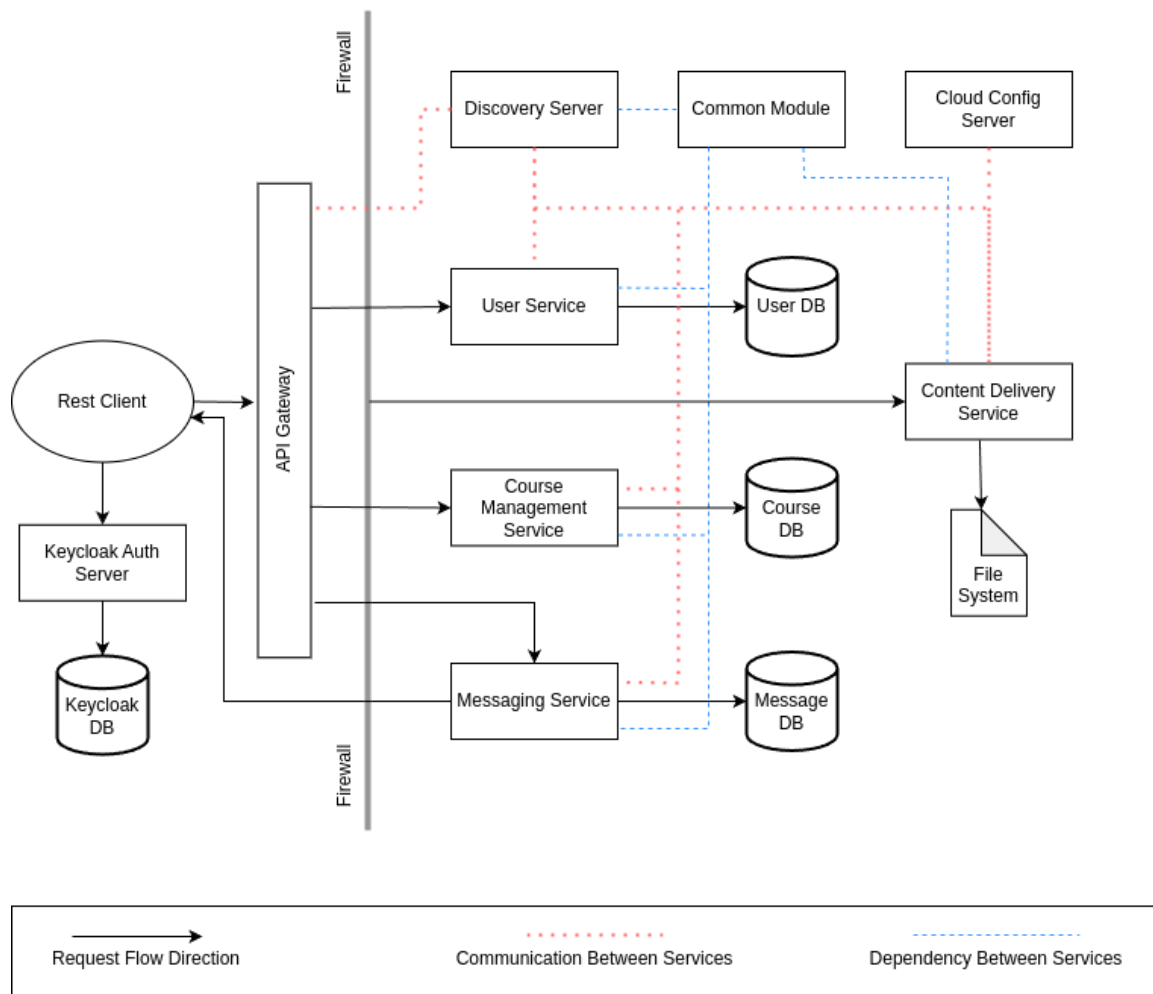 Firewall
Discovery Server
Common Module
Cloud Config
Server
User Service
User DB
Rest Client
API Gateway
Content Delivery
Service
Course
Management
Service
Course
DB
Keycloak Auth
Server
File
System
Messaging Service
Message
DB
Keycloak
DB
Firewall
Request Flow Direction
Communication Between Services
Dependency Between Services